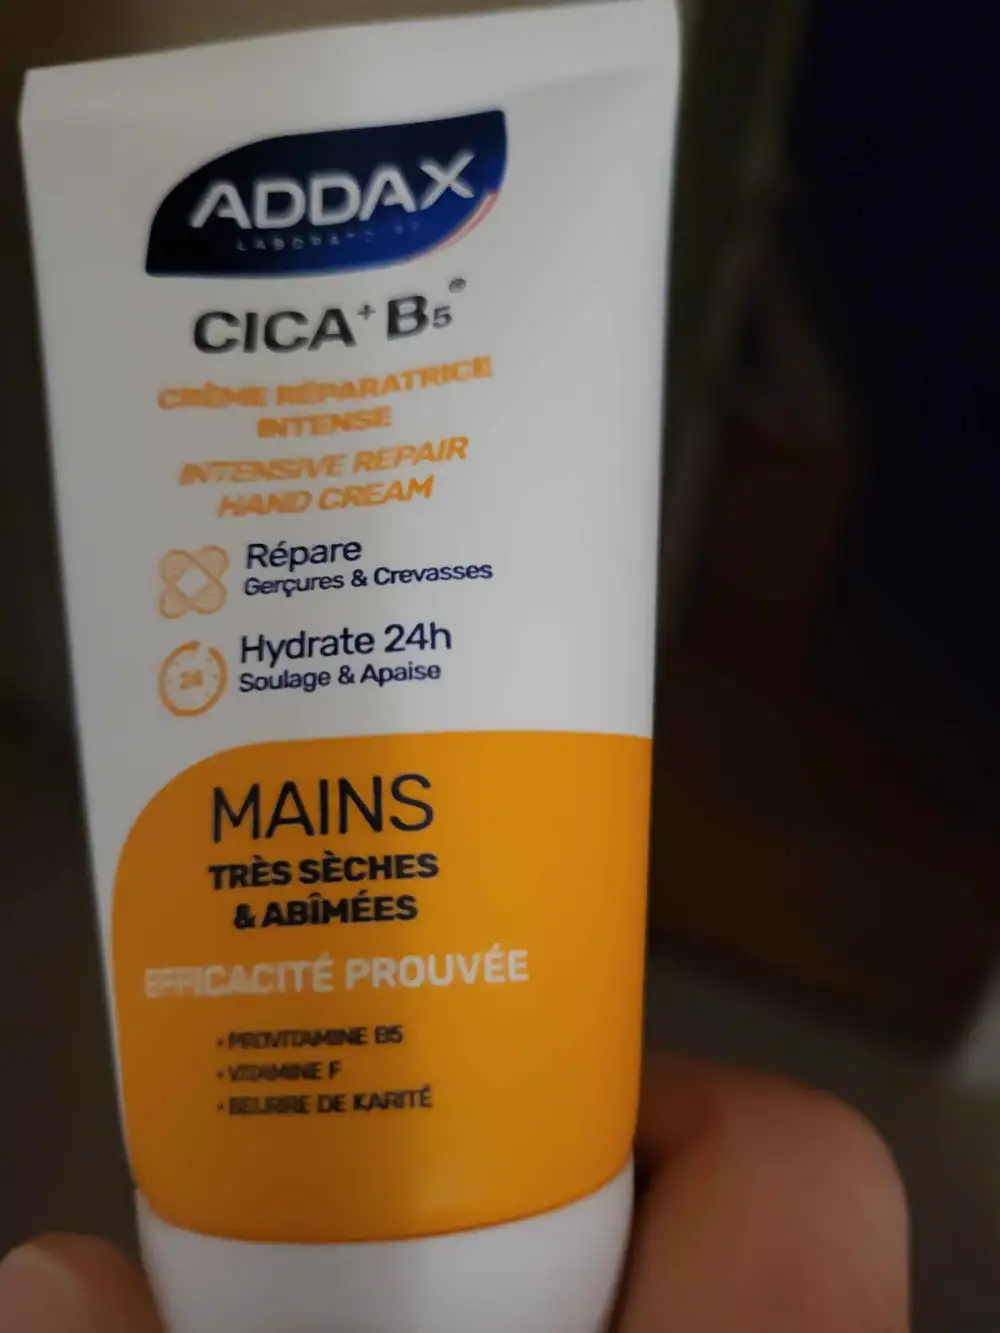 ADDAX
LABORATOIRE
CICA+ B5®
CRÈME RÉPARATRICE
INTENSE
INTENSIVE REPAIR
HAND CREAM
Répare
Gerçures & Crevasses
24
Hydrate 24h
Soulage & Apaise
MAINS
TRÈS SÈCHES
& ABÎMÉES
EFFICACITÉ PROUVÉE
• PROVITAMINE B5
• VITAMINE F
• BEURRE DE KARITÉ